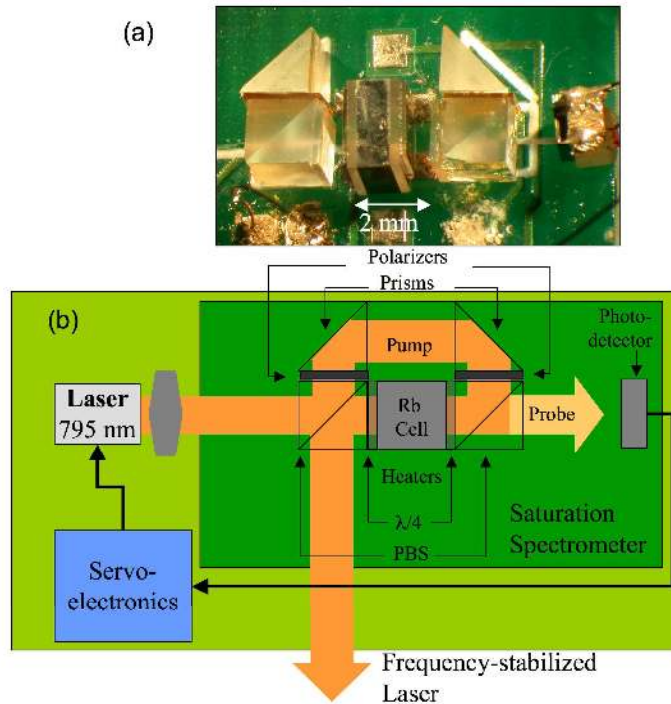 (a)
2 mm
Polarizers
Prisms
(b)
Photo-
detector
Pump
Laser
795 nm
Rb
Cell
Probe
Heaters
λ/4
PBS
Saturation
Spectrometer
Servo-
electronics
Frequency-stabilized
Laser